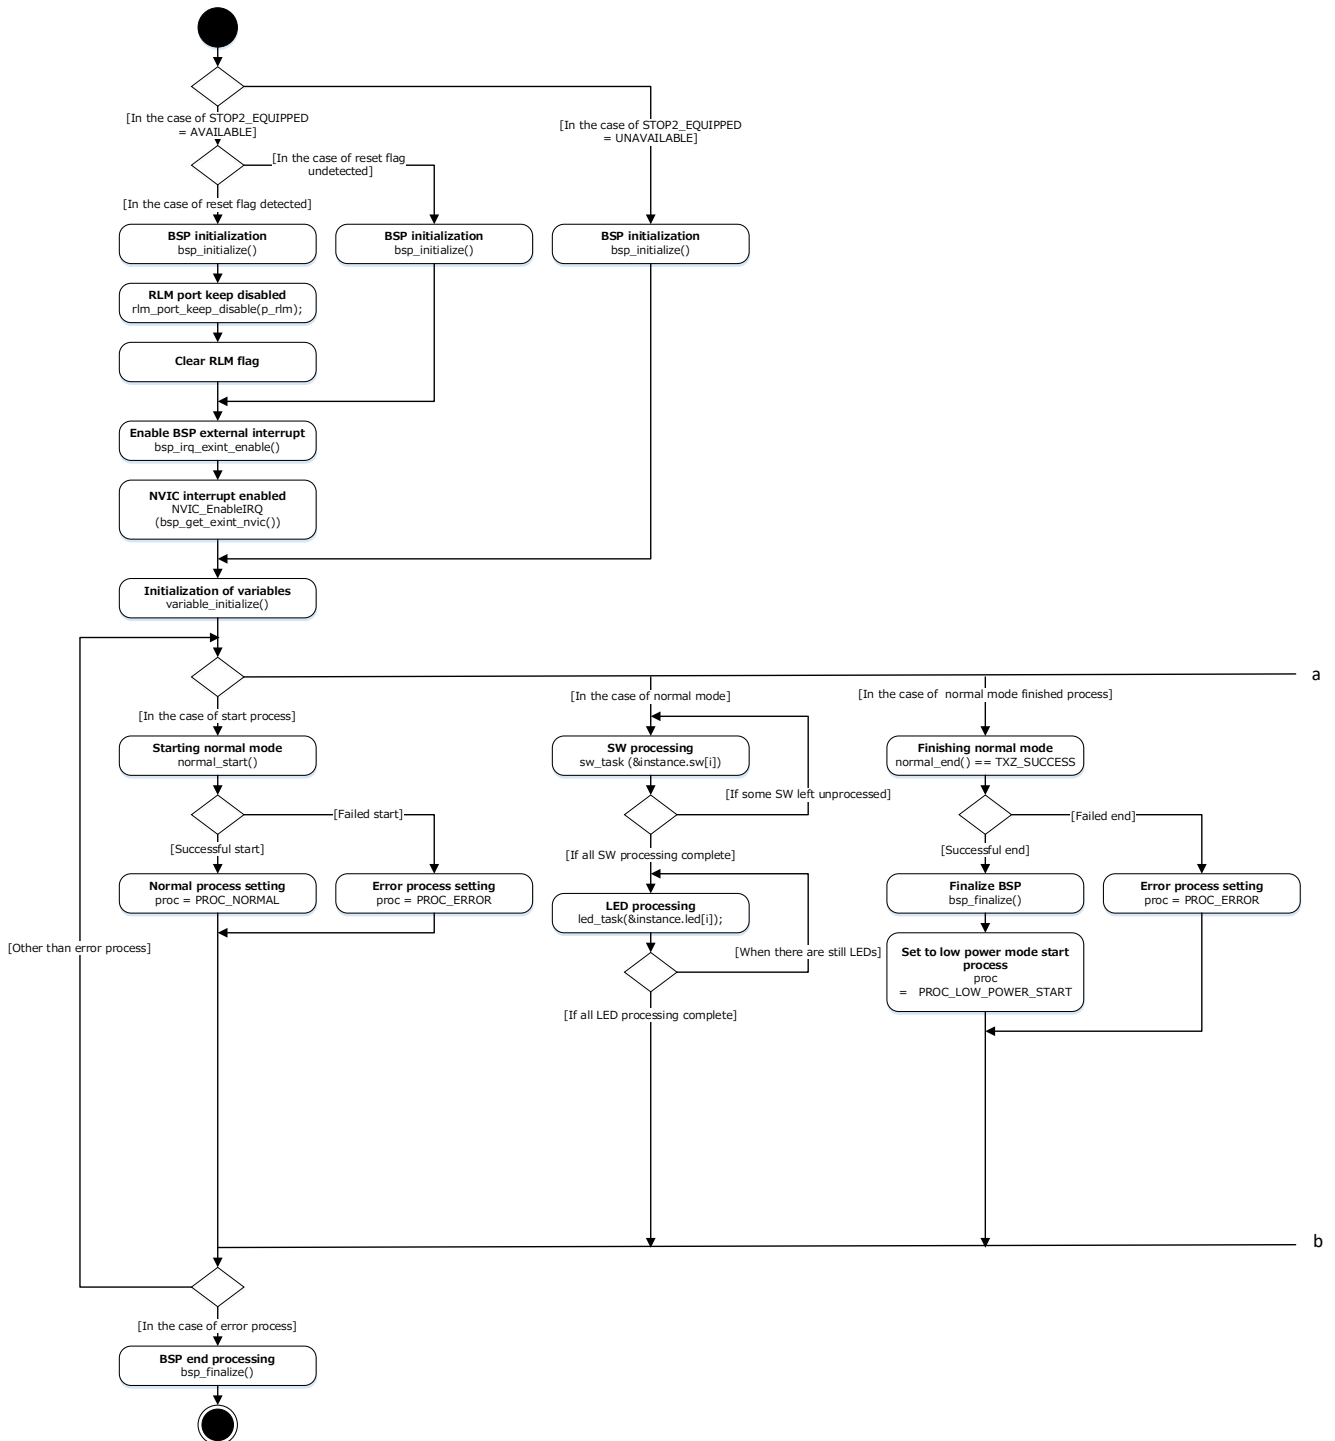 [In the case of STOP2_EQUIPPED
= AVAILABLE]
[In the case of STOP2_EQUIPPED
= UNAVAILABLE]
[In the case of reset flag
undetected]
[In the case of reset flag detected]
BSP initialization
bsp_initialize()
BSP initialization
bsp_initialize()
BSP initialization
bsp_initialize()
RLM port keep disabled
rlm_port_keep_disable(p_rlm);
Clear RLM flag
Enable BSP external interrupt
bsp_irq_exint_enable()
NVIC interrupt enabled
NVIC_EnableIRQ
(bsp_get_exint_nvic())
Initialization of variables
variable_initialize()
a
[In the case of start process]
[In the case of normal mode]
[In the case of  normal mode finished process]
Starting normal mode
normal_start()
SW processing
sw_task (&instance.sw[i])
Finishing normal mode
normal_end() == TXZ_SUCCESS
[If some SW left unprocessed]
[Failed start]
[Failed end]
[Successful start]
[If all SW processing complete]
[Successful end]
Normal process setting
proc = PROC_NORMAL
Error process setting
proc = PROC_ERROR
LED processing
led_task(&instance.led[i]);
Finalize BSP
bsp_finalize()
Error process setting
proc = PROC_ERROR
[Other than error process]
[When there are still LEDs]
Set to low power mode start
process
proc
=   PROC_LOW_POWER_START
[If all LED processing complete]
b
[In the case of error process]
BSP end processing
bsp_finalize()